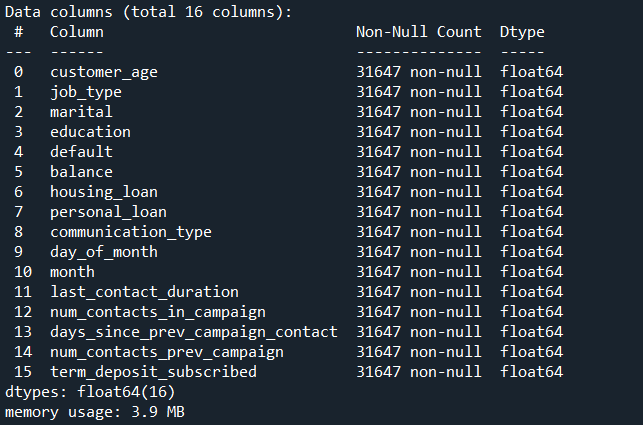 Data columns (total 16 columns):
 #   Column                          Non-Null Count  Dtype
---  ------                          --------------  -----
 0   customer_age                    31647 non-null  float64
 1   job_type                        31647 non-null  float64
 2   marital                         31647 non-null  float64
 3   education                       31647 non-null  float64
 4   default                         31647 non-null  float64
 5   balance                         31647 non-null  float64
 6   housing_loan                    31647 non-null  float64
 7   personal_loan                   31647 non-null  float64
 8   communication_type              31647 non-null  float64
 9   day_of_month                    31647 non-null  float64
 10  month                           31647 non-null  float64
 11  last_contact_duration           31647 non-null  float64
 12  num_contacts_in_campaign        31647 non-null  float64
 13  days_since_prev_campaign_contact  31647 non-null  float64
 14  num_contacts_prev_campaign      31647 non-null  float64
 15  term_deposit_subscribed         31647 non-null  float64
dtypes: float64(16)
memory usage: 3.9 MB